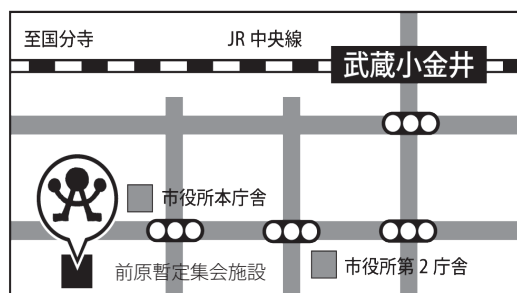 至国分寺
JR 中央線
武蔵小金井
市役所本庁舎
前原暫定集会施設
市役所第2庁舎